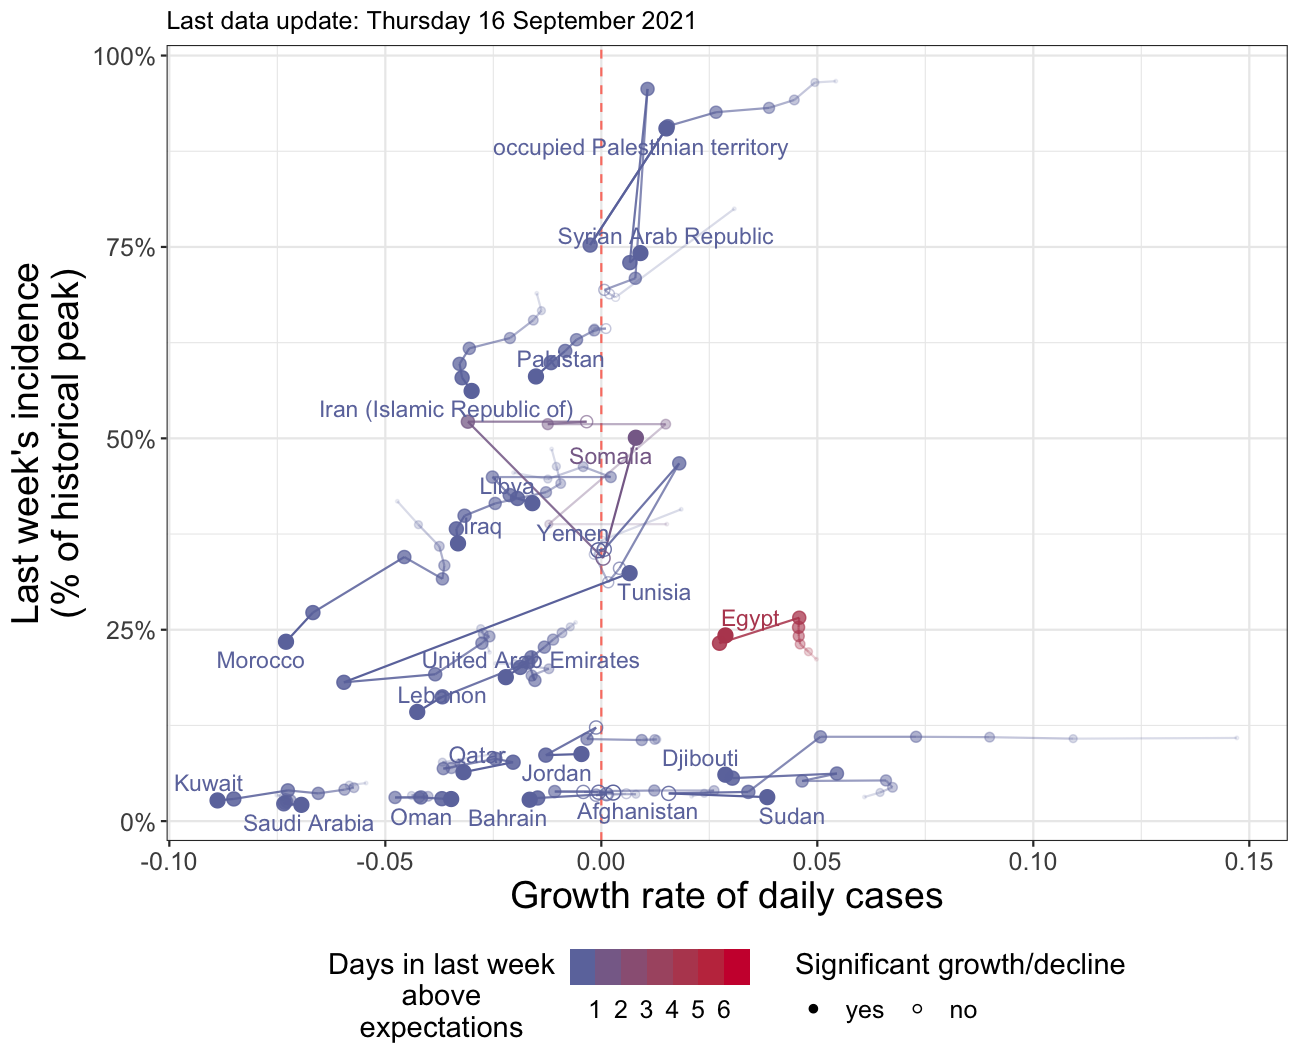 Last data update: Thursday 16 September 2021
100%
75%
50%
25%
0%
Last week's incidence
(% of historical peak)
occupied Palestinian territory
Syrian Arab Republic
Pakistan
Iran (Islamic Republic of)
Somalia
Libya
Iraq
Yemen
Tunisia
Egypt
Morocco
United Arab Emirates
Lebanon
Qatar
Jordan
Djibouti
Kuwait
Saudi Arabia
Oman
Bahrain
Afghanistan
Sudan
-0.10 -0.05 0.00 0.05 0.10 0.15
Growth rate of daily cases
Days in last week
above
expectations
1 2 3 4 5 6
Significant growth/decline
yes no